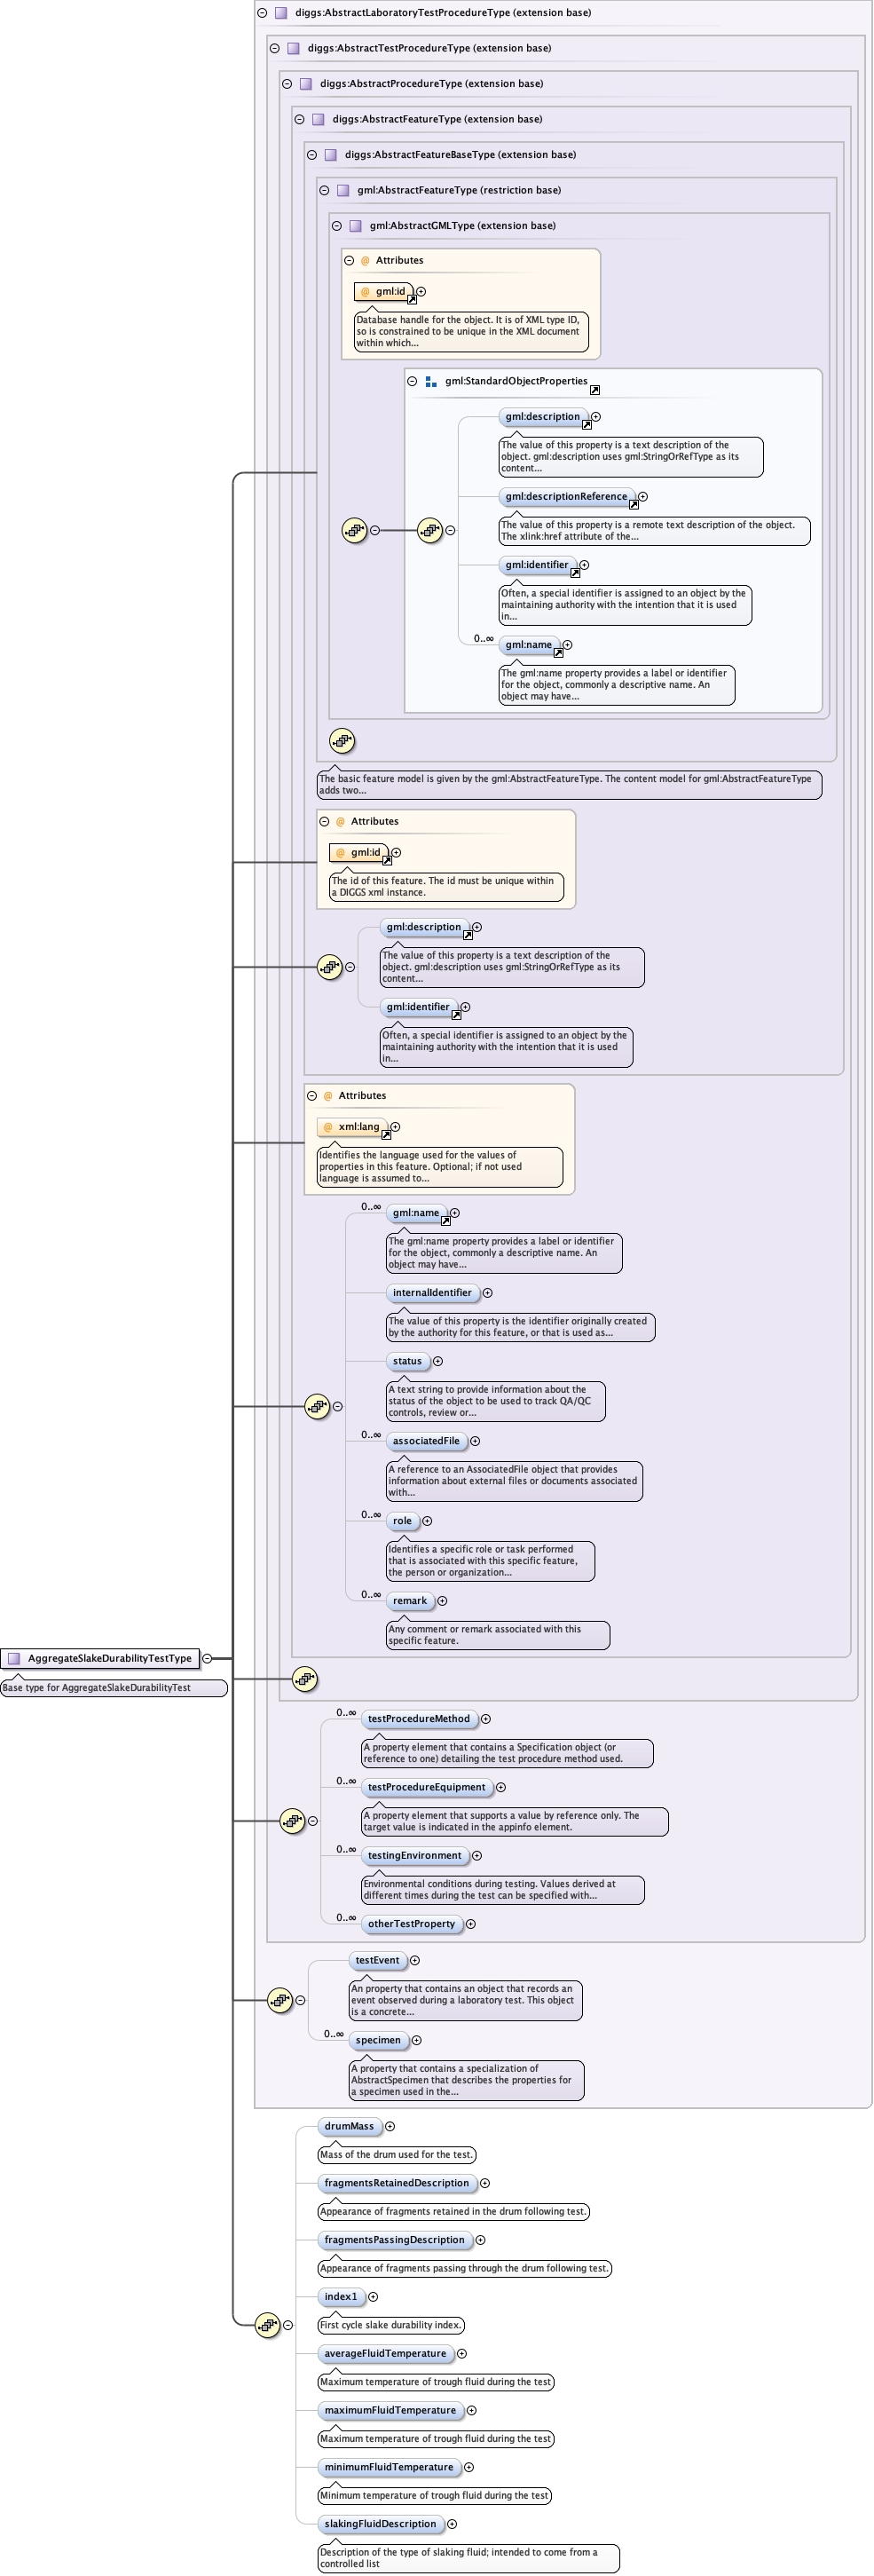 diggs:AbstractLaboratoryTestProcedureType (extension base)
diggs:AbstractTestProcedureType (extension base)
diggs:AbstractProcedureType (extension base)
diggs:AbstractFeatureType (extension base)
diggs:AbstractFeatureBaseType (extension base)
gml:AbstractFeatureType (restriction base)
gml:AbstractGMLType (extension base)
@ Attributes
@ gml:id
Database handle for the object. It is of XML type ID,
so is constrained to be unique in the XML document
within which...
gml:StandardObjectProperties
gml:description
The value of this property is a text description of the
object. gml:description uses gml:StringOrRefType as its
content...
gml:descriptionReference
The value of this property is a remote text description of the object.
The xlink:href attribute of the...
gml:identifier
Often, a special identifier is assigned to an object by the
maintaining authority with the intention that it is used
in...
0..∞ gml:name
The gml:name property provides a label or identifier
for the object, commonly a descriptive name. An
object may have...
The basic feature model is given by the gml:AbstractFeatureType. The content model for gml:AbstractFeatureType
adds two...
@ Attributes
@ gml:id
The id of this feature. The id must be unique within
a DIGGS xml instance.
gml:description
The value of this property is a text description of the
object. gml:description uses gml:StringOrRefType as its
content...
gml:identifier
Often, a special identifier is assigned to an object by the
maintaining authority with the intention that it is used
in...
@ Attributes
@ xml:lang
Identifies the language used for the values of
properties in this feature. Optional; if not used
language is assumed to...
0..∞ gml:name
The gml:name property provides a label or identifier
for the object, commonly a descriptive name. An
object may have...
internalIdentifier
The value of this property is the identifier originally created
by the authority for this feature, or that is used as...
status
A text string to provide information about the
status of the object to be used to track QA/QC
controls, review or...
0..∞ associatedFile
A reference to an AssociatedFile object that provides
information about external files or documents associated
with...
0..∞ role
Identifies a specific role or task performed
that is associated with this specific feature,
the person or organization...
0..∞ remark
Any comment or remark associated with this
specific feature.
AggregateSlakeDurabilityTestType
Base type for AggregateSlakeDurabilityTest
0..∞ testProcedureMethod
A property element that contains a Specification object (or
reference to one) detailing the test procedure method used.
0..∞ testProcedureEquipment
A property element that supports a value by reference only. The
target value is indicated in the appinfo element.
0..∞ testingEnvironment
Environmental conditions during testing. Values derived at
different times during the test can be specified with...
0..∞ otherTestProperty
testEvent
An property that contains an object that records an
event observed during a laboratory test. This object
is a concrete...
0..∞ specimen
A property that contains a specialization of
AbstractSpecimen that describes the properties for
a specimen used in the...
drumMass
Mass of the drum used for the test.
fragmentsRetainedDescription
Appearance of fragments retained in the drum following test.
fragmentsPassingDescription
Appearance of fragments passing through the drum following test.
index1
First cycle slake durability index.
averageFluidTemperature
Maximum temperature of trough fluid during the test
maximumFluidTemperature
Maximum temperature of trough fluid during the test
minimumFluidTemperature
Minimum temperature of trough fluid during the test
slakingFluidDescription
Description of the type of slaking fluid; intended to come from a
controlled list